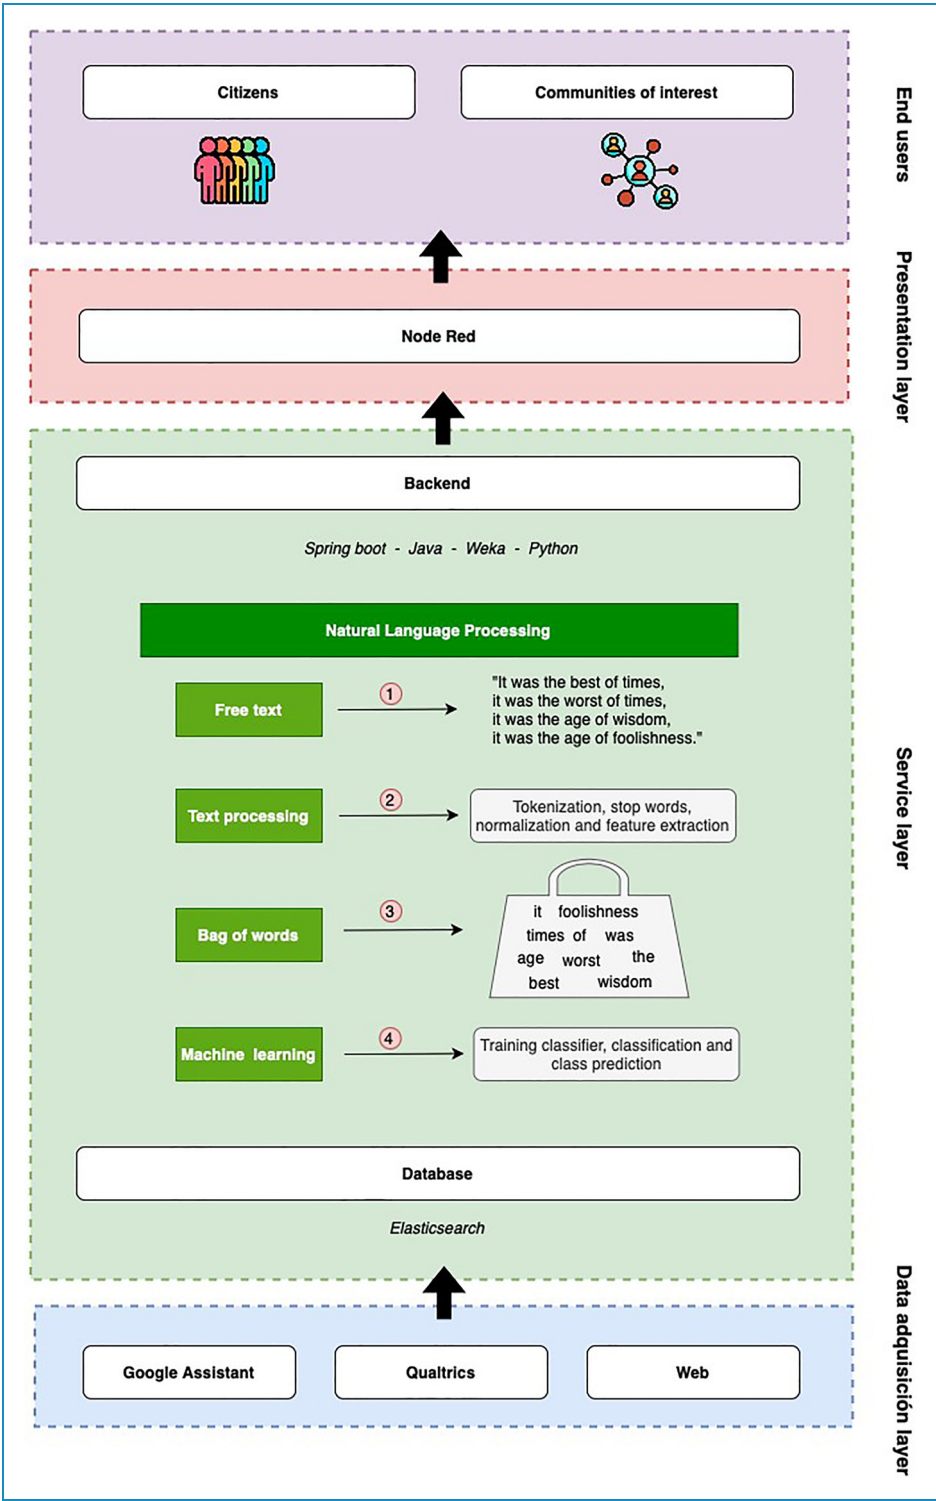 Citizens
Communities of interest
End users
Node Red
Presentation layer
Backend
Spring boot - Java - Weka - Python
Natural Language Processing
Free text
1
"It was the best of times,
it was the worst of times,
it was the age of wisdom,
it was the age of foolishness."
Text processing
2
Tokenization, stop words,
normalization and feature extraction
Bag of words
3
it foolishness
times of was
age worst the
best wisdom
Machine learning
4
Training classifier, classification and
class prediction
Service layer
Database
Elasticsearch
Google Assistant
Qualtrics
Web
Data adquisición layer